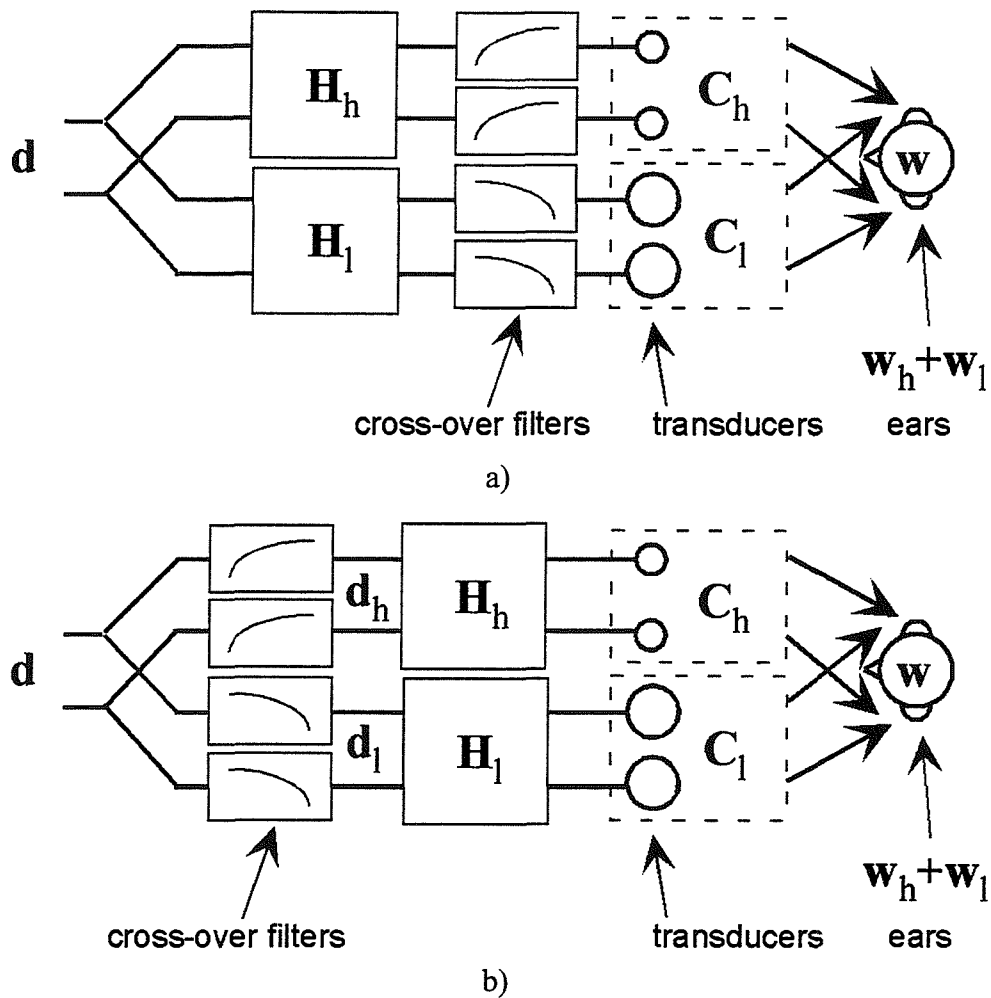 d
H_h
H_l
C_h
C_l
w
w_h+w_l
cross-over filters
transducers
ears
a)
d
d_h
d_l
H_h
H_l
C_h
C_l
w
w_h+w_l
cross-over filters
transducers
ears
b)